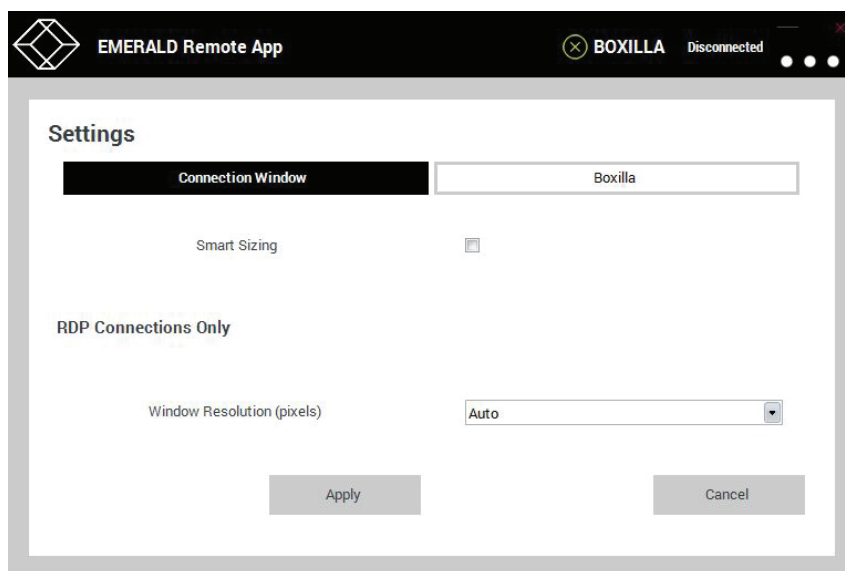 EMERALD Remote App BOXILLA Disconnected
Settings
Connection Window Boxilla
Smart Sizing
RDP Connections Only
Window Resolution (pixels) Auto
Apply Cancel